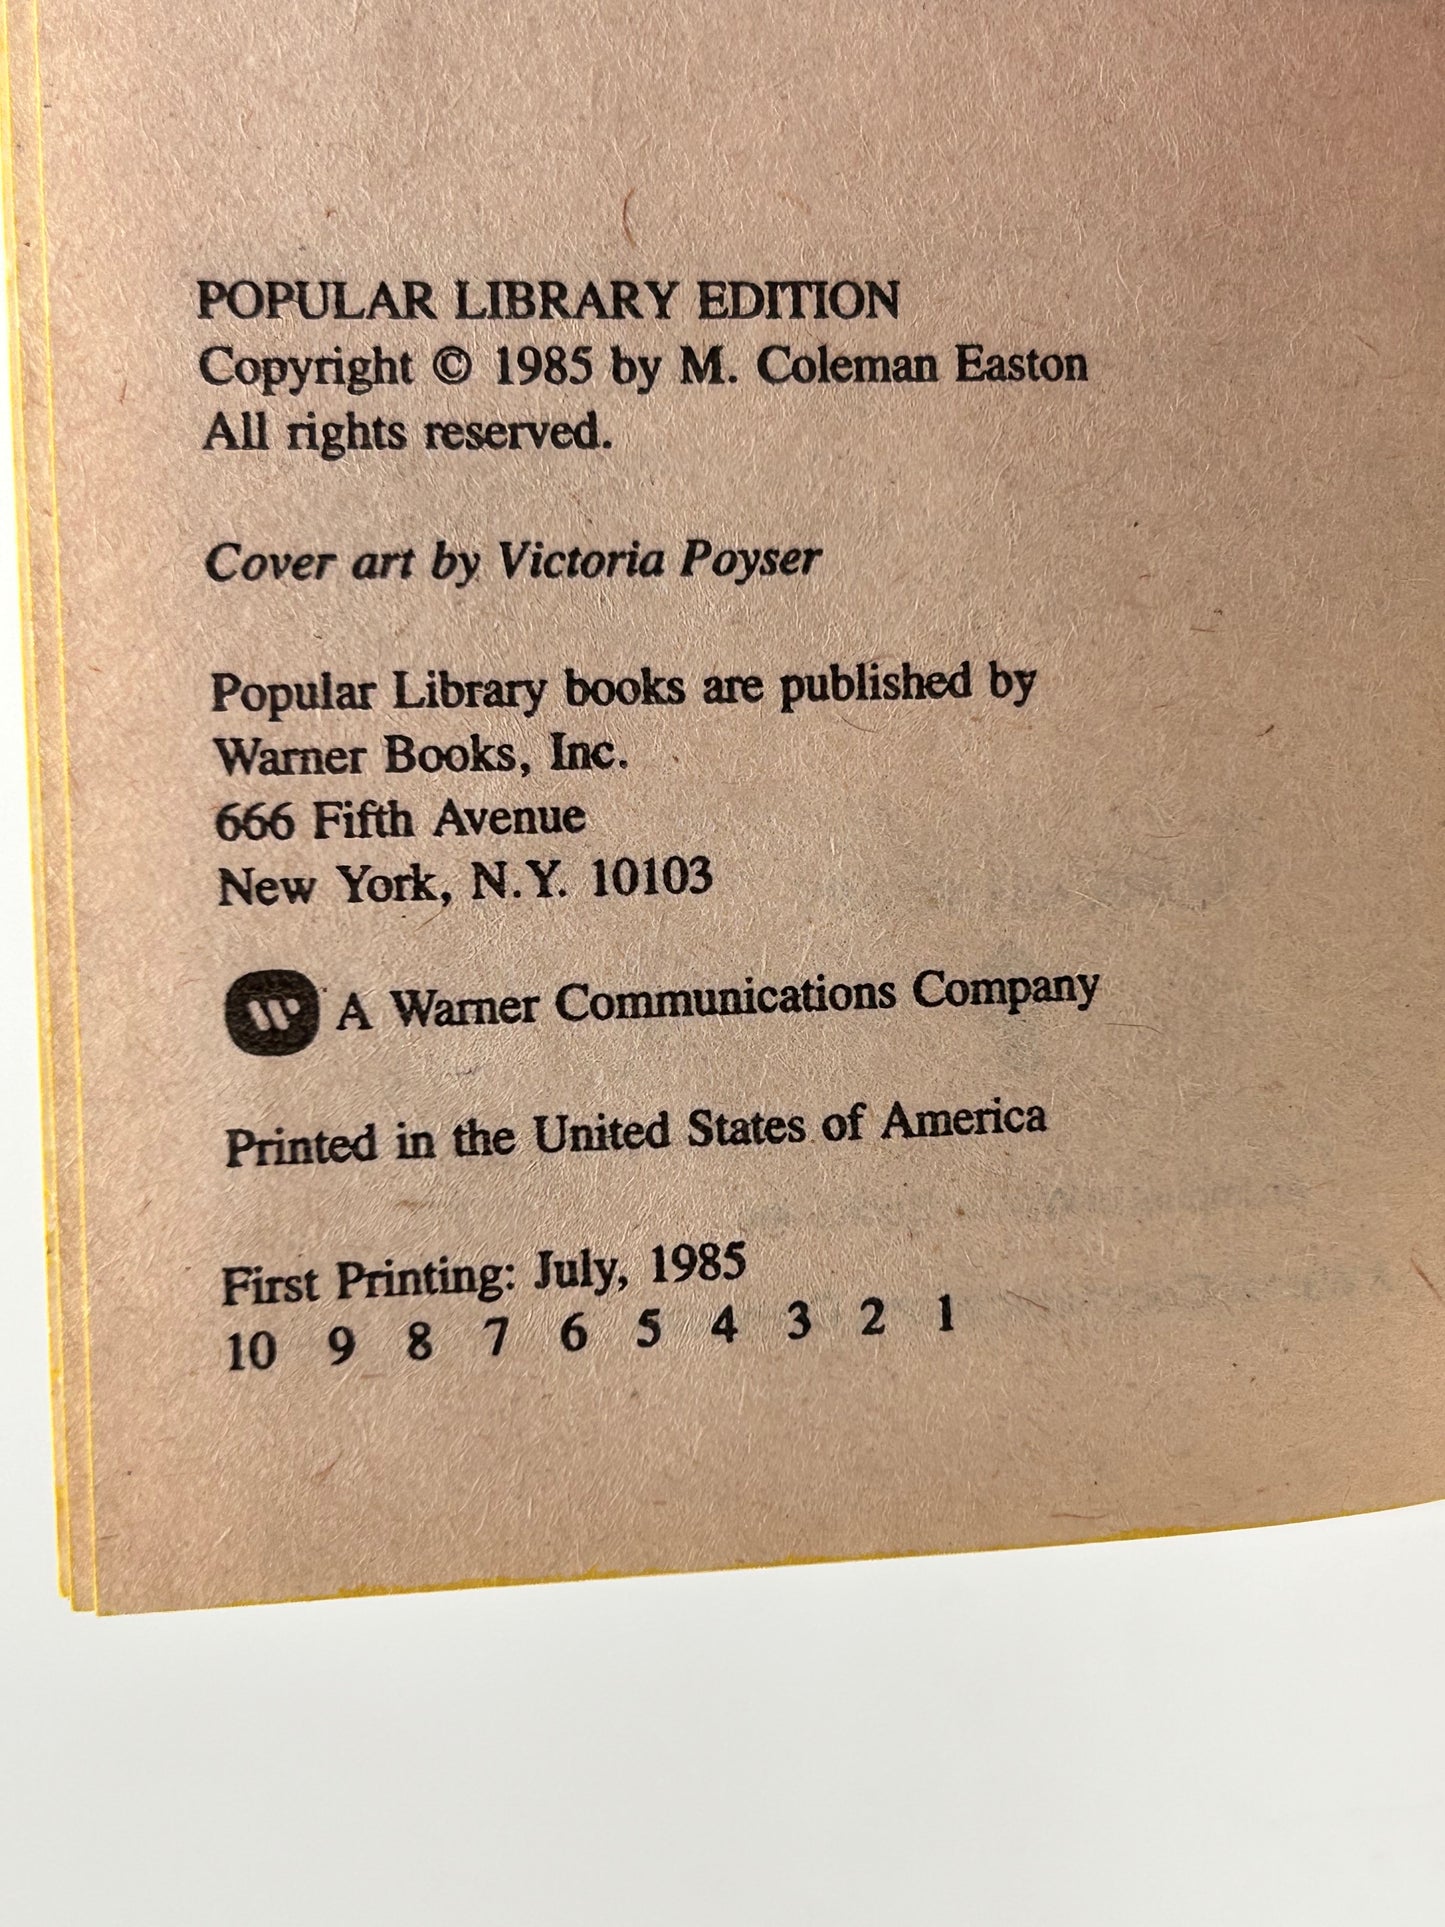 POPULAR LIBRARY EDITION
Copyright © 1985 by M. Coleman Easton
All rights reserved.
Cover art by Victoria Poyser
Popular Library books are published by
Warner Books, Inc.
666 Fifth Avenue
New York, N.Y. 10103
A Warner Communications Company
Printed in the United States of America
First Printing: July, 1985
10 9 8 7 6 5 4 3 2 1